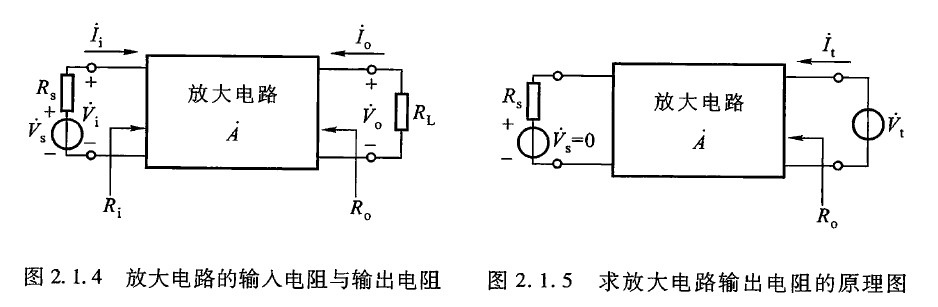 İi
İo
Rs
+
V̇s
−
+
V̇i
−
放大电路
Ȧ
+
V̇o
−
RL
Ri
Ro
图 2.1.4 放大电路的输入电阻与输出电阻
İt
Rs
+
−
V̇s=0
放大电路
Ȧ
V̇t
Ro
图 2.1.5 求放大电路输出电阻的原理图